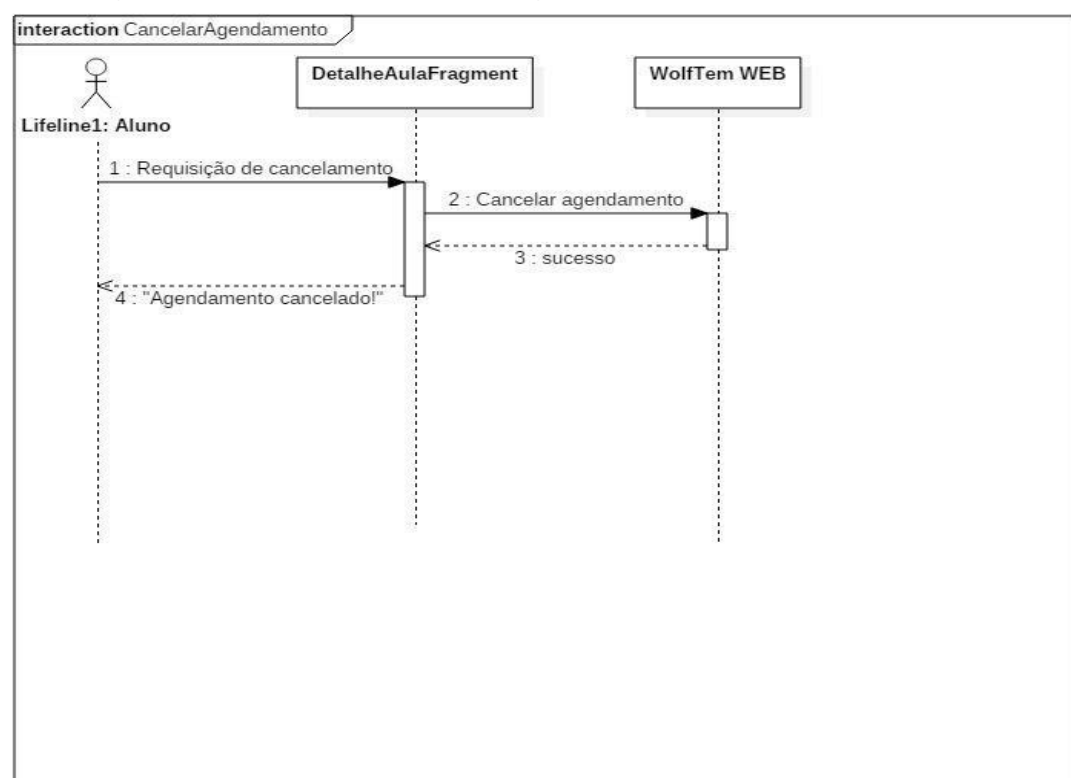 interaction CancelarAgendamento
DetalheAulaFragment
WolfTem WEB
Lifeline1: Aluno
1 : Requisição de cancelamento
2 : Cancelar agendamento
3 : sucesso
4 : "Agendamento cancelado!"